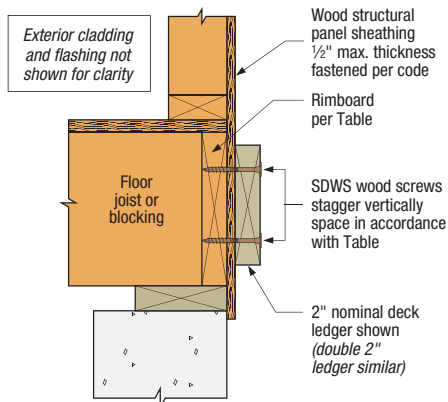 Exterior cladding
and flashing not
shown for clarity
Wood structural
panel sheathing
½" max. thickness
fastened per code
Rimboard
per Table
Floor
joist or
blocking
SDWS wood screws
stagger vertically
space in accordance
with Table
2" nominal deck
ledger shown
(double 2"
ledger similar)